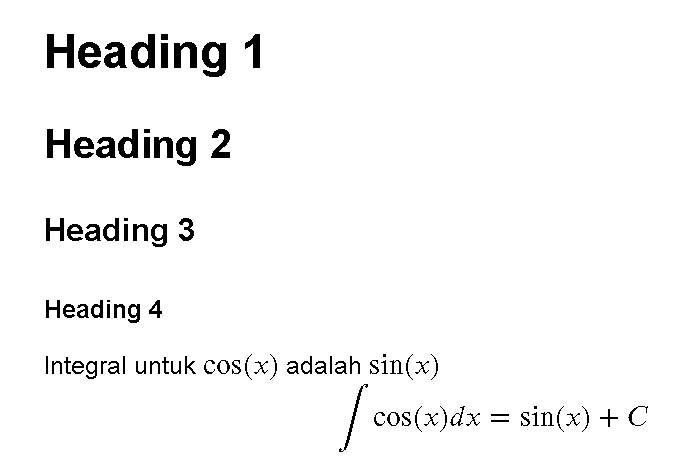 Heading 1
Heading 2
Heading 3
Heading 4
Integral untuk cos(x) adalah sin(x)
∫ cos(x)dx = sin(x) + C